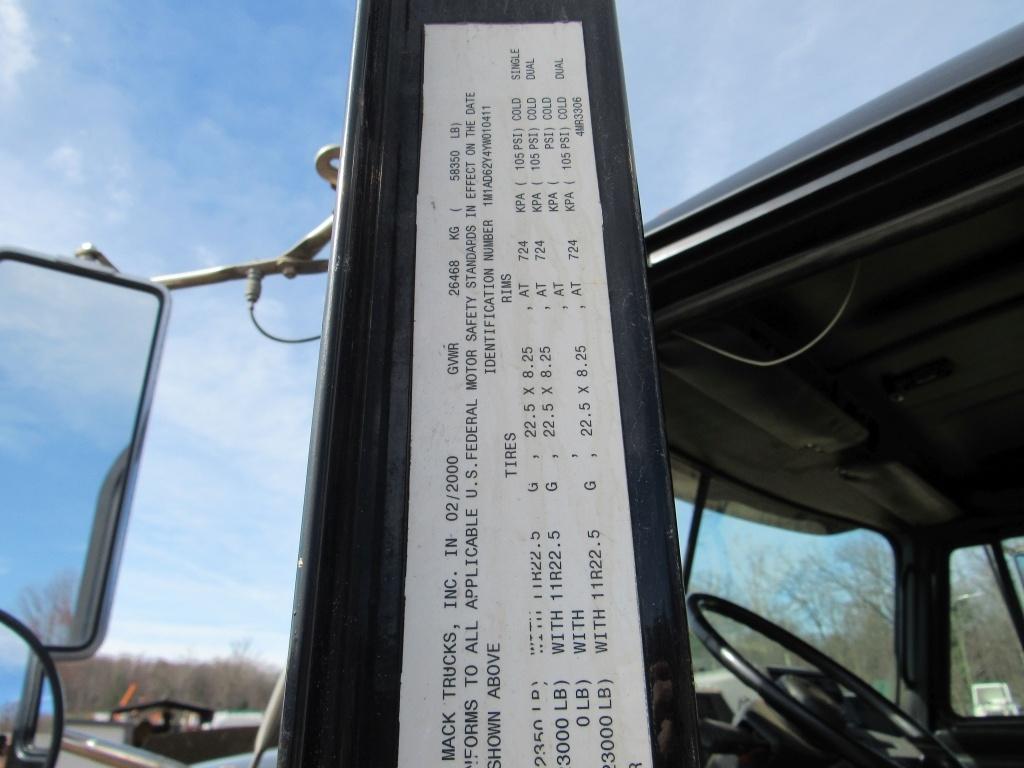 MACK TRUCKS, INC. IN 02/2000 GVWR 26468 KG ( 58350 LB)
TO ALL APPLICABLE U.S. FEDERAL MOTOR SAFETY STANDARDS IN EFFECT ON THE DATE
SHOWN ABOVE IDENTIFICATION NUMBER 1M1AD62Y4YW010411
TIRES RIMS
WITH 11R22.5 G , 22.5 X 8.25 , AT 724 KPA ( 105 PSI) COLD SINGLE
23000 LB) WITH 11R22.5 G , 22.5 X 8.25 , AT 724 KPA ( 105 PSI) COLD DUAL
0 LB) WITH , , AT KPA ( PSI) COLD
23000 LB) WITH 11R22.5 G , 22.5 X 8.25 , AT 724 KPA ( 105 PSI) COLD DUAL
4MR3306